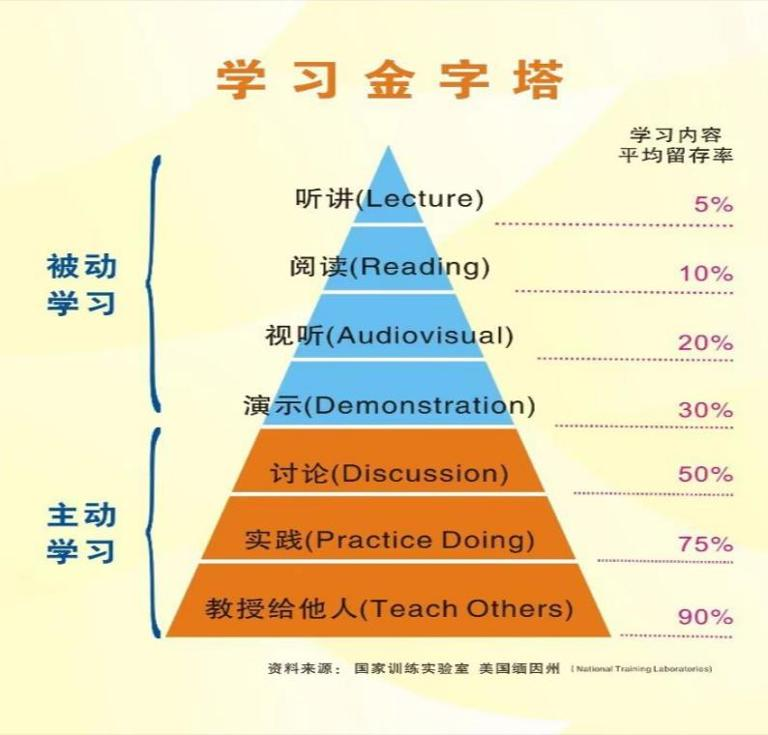 学习金字塔
学习内容
平均留存率
听讲(Lecture)
5%
阅读(Reading)
10%
被动
学习
视听(Audiovisual)
20%
演示(Demonstration)
30%
讨论(Discussion)
50%
主动
学习
实践(Practice Doing)
75%
教授给他人(Teach Others)
90%
资料来源： 国家训练实验室 美国缅因州 (National Training Laboratories)